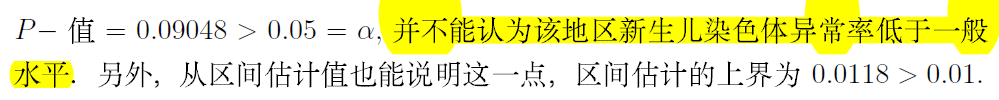 P− 值 = 0.09048 > 0.05 = α, 并不能认为该地区新生儿染色体异常率低于一般
水平. 另外, 从区间估计值也能说明这一点, 区间估计的上界为 0.0118 > 0.01.